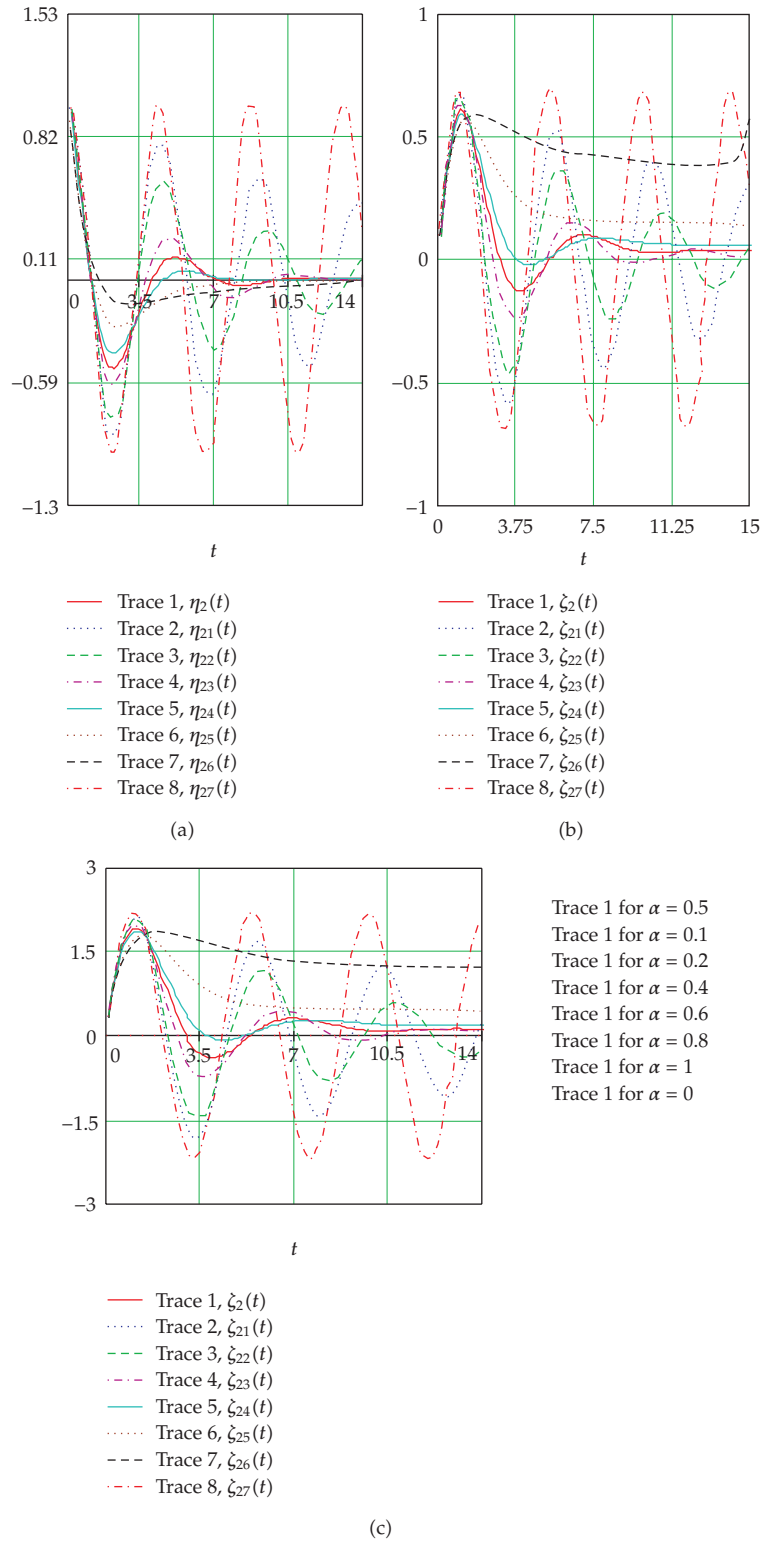 1.53
0.82
0.11
−0.59
−1.3
0 3.5 7 10.5 14
t
Trace 1, η2(t)
Trace 2, η21(t)
Trace 3, η22(t)
Trace 4, η23(t)
Trace 5, η24(t)
Trace 6, η25(t)
Trace 7, η26(t)
Trace 8, η27(t)
(a)
1
0.5
0
−0.5
−1
0 3.75 7.5 11.25 15
t
Trace 1, ζ2(t)
Trace 2, ζ21(t)
Trace 3, ζ22(t)
Trace 4, ζ23(t)
Trace 5, ζ24(t)
Trace 6, ζ25(t)
Trace 7, ζ26(t)
Trace 8, ζ27(t)
(b)
3
1.5
0
−1.5
−3
0 3.5 7 10.5 14
t
Trace 1 for α = 0.5
Trace 1 for α = 0.1
Trace 1 for α = 0.2
Trace 1 for α = 0.4
Trace 1 for α = 0.6
Trace 1 for α = 0.8
Trace 1 for α = 1
Trace 1 for α = 0
Trace 1, ζ2(t)
Trace 2, ζ21(t)
Trace 3, ζ22(t)
Trace 4, ζ23(t)
Trace 5, ζ24(t)
Trace 6, ζ25(t)
Trace 7, ζ26(t)
Trace 8, ζ27(t)
(c)